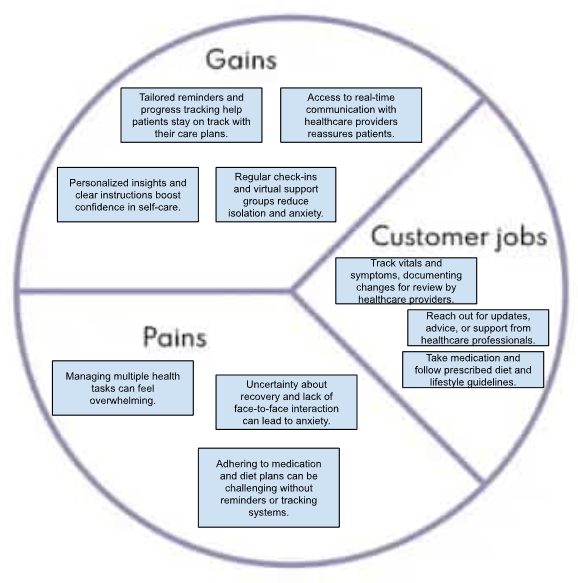 Gains
Tailored reminders and
progress tracking help
patients stay on track with
their care plans.
Access to real-time
communication with
healthcare providers
reassures patients.
Personalized insights and
clear instructions boost
confidence in self-care.
Regular check-ins
and virtual support
groups reduce
isolation and anxiety.
Customer jobs
Track vitals and
symptoms, documenting
changes for review by
healthcare providers.
Reach out for updates,
advice, or support from
healthcare professionals.
Take medication and
follow prescribed diet and
lifestyle guidelines.
Pains
Managing multiple health
tasks can feel
overwhelming.
Uncertainty about
recovery and lack of
face-to-face interaction
can lead to anxiety.
Adhering to medication
and diet plans can be
challenging without
reminders or tracking
systems.